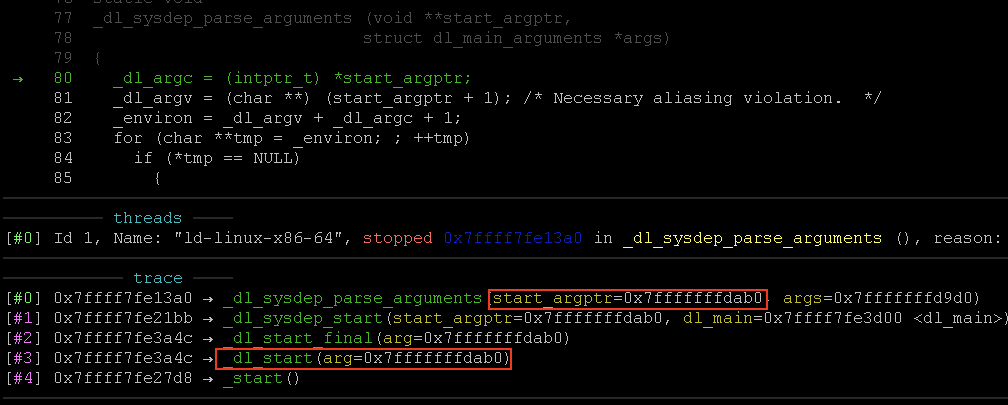 77 _dl_sysdep_parse_arguments (void **start_argptr,
78 struct dl_main_arguments *args)
79 {
→ 80 _dl_argc = (intptr_t) *start_argptr;
81 _dl_argv = (char **) (start_argptr + 1); /* Necessary aliasing violation.  */
82 _environ = _dl_argv + _dl_argc + 1;
83 for (char **tmp = _environ; ; ++tmp)
84 if (*tmp == NULL)
85 {
threads
[#0] Id 1, Name: "ld-linux-x86-64", stopped 0x7ffff7fe13a0 in _dl_sysdep_parse_arguments (), reason:
trace
[#0] 0x7ffff7fe13a0 → _dl_sysdep_parse_arguments(start_argptr=0x7fffffffdab0, args=0x7fffffffd9d0)
[#1] 0x7ffff7fe21bb → _dl_sysdep_start(start_argptr=0x7fffffffdab0, dl_main=0x7ffff7fe3d00 <dl_main>)
[#2] 0x7ffff7fe3a4c → _dl_start_final(arg=0x7fffffffdab0)
[#3] 0x7ffff7fe3a4c → _dl_start(arg=0x7fffffffdab0)
[#4] 0x7ffff7fe27d8 → _start()